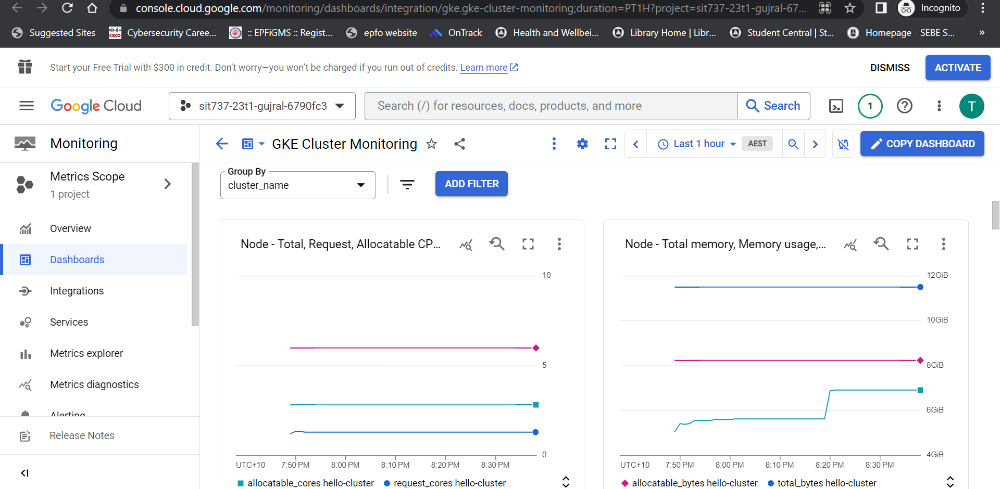 console.cloud.google.com/monitoring/dashboards/integration/gke.gke-cluster-monitoring;duration=PT1H?project=sit737-23t1-gujral-67...
Incognito
Suggested Sites
Cybersecurity Caree...
:: EPFiGMS :: Regist...
epfo website
OnTrack
Health and Wellbei...
Library Home | Libr...
Student Central | St...
Homepage - SEBE S...
»
Start your Free Trial with $300 in credit. Don’t worry—you won’t be charged if you run out of credits. Learn more
DISMISS
ACTIVATE
Google Cloud
sit737-23t1-gujral-6790fc3
Search (/) for resources, docs, products, and more
Search
1
T
Monitoring
Metrics Scope
1 project
Overview
Dashboards
Integrations
Services
Metrics explorer
Metrics diagnostics
Alerting
Release Notes
GKE Cluster Monitoring
Last 1 hour
AEST
COPY DASHBOARD
Group By
cluster_name
ADD FILTER
Node - Total, Request, Allocatable CP...
10
5
0
UTC+10
7:50 PM
8:00 PM
8:10 PM
8:20 PM
8:30 PM
allocatable_cores hello-cluster
request_cores hello-cluster
Node - Total memory, Memory usage,...
12GiB
10GiB
8GiB
6GiB
4GiB
UTC+10
7:50 PM
8:00 PM
8:10 PM
8:20 PM
8:30 PM
allocatable_bytes hello-cluster
total_bytes hello-cluster